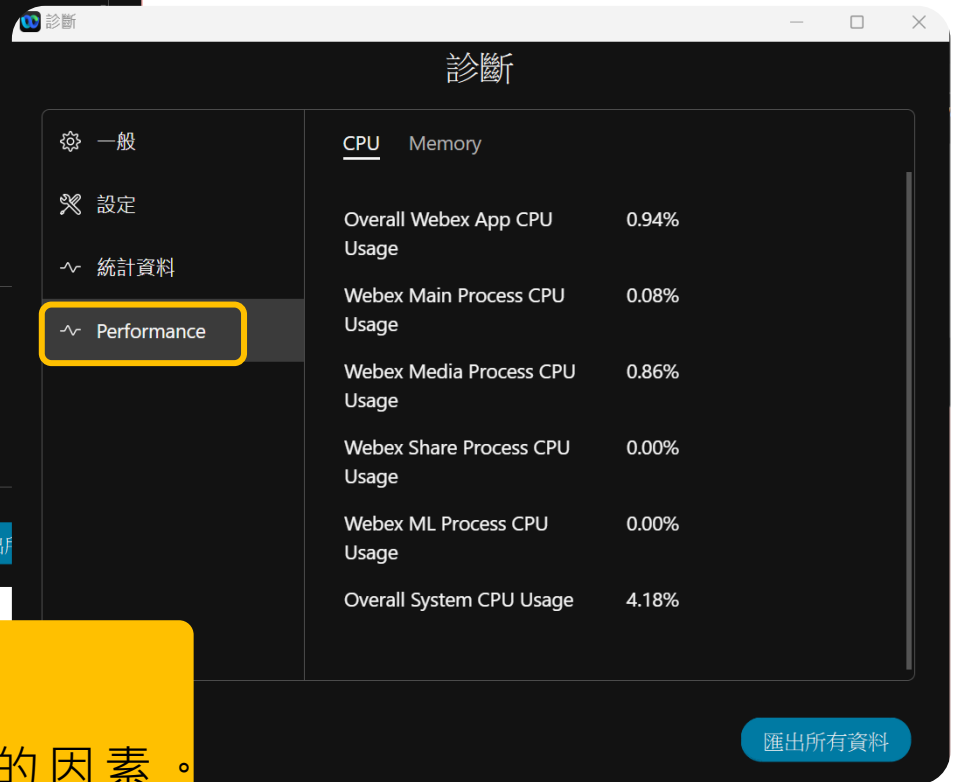 診斷
診斷
一般
設定
統計資料
Performance
CPU Memory
Overall Webex App CPU Usage 0.94%
Webex Main Process CPU Usage 0.08%
Webex Media Process CPU Usage 0.86%
Webex Share Process CPU Usage 0.00%
Webex ML Process CPU Usage 0.00%
Overall System CPU Usage 4.18%
匯出所有資料
的因素。